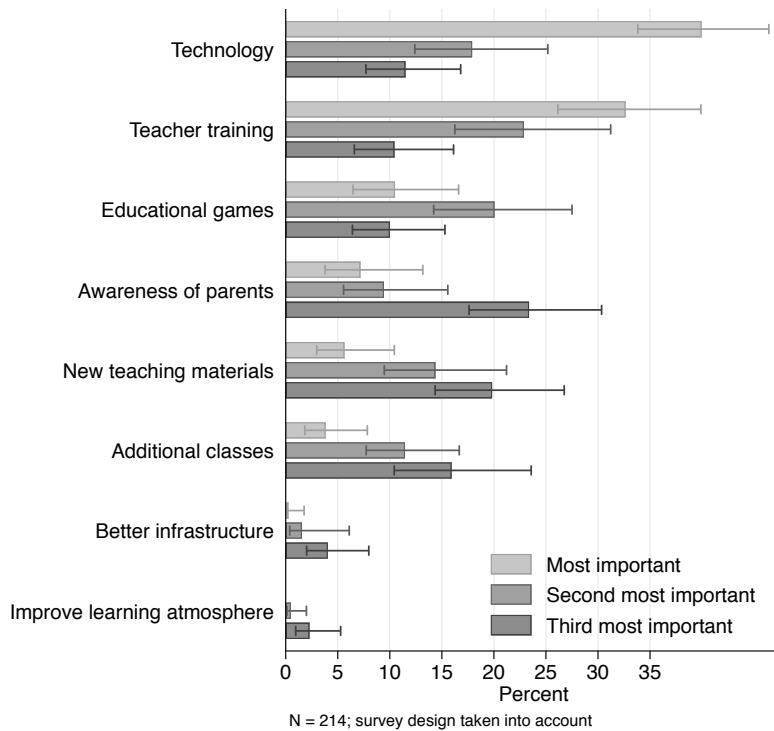 Technology
Teacher training
Educational games
Awareness of parents
New teaching materials
Additional classes
Better infrastructure
Improve learning atmosphere
Most important
Second most important
Third most important
0 5 10 15 20 25 30 35
Percent
N = 214; survey design taken into account